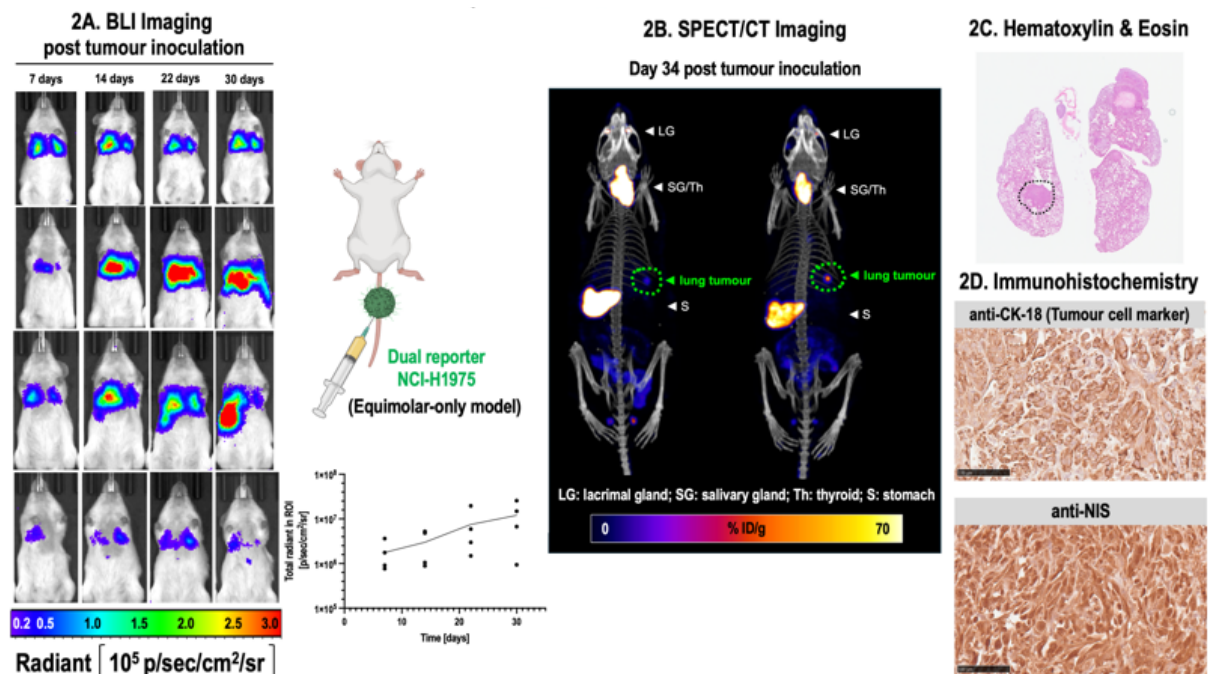 2A. BLI Imaging
post tumour inoculation
7 days
14 days
22 days
30 days
0.2 0.5 1.0 1.5 2.0 2.5 3.0
Radiant [ 10⁵ p/sec/cm²/sr ]
Dual reporter
NCI-H1975
(Equimolar-only model)
Total radiant in ROI
[p/sec/cm²/sr]
1×10⁸
1×10⁷
1×10⁶
1×10⁵
0 10 20 30
Time [days]
2B. SPECT/CT Imaging
Day 34 post tumour inoculation
LG
LG
SG/Th
SG/Th
lung tumour
lung tumour
S
S
LG: lacrimal gland; SG: salivary gland; Th: thyroid; S: stomach
0 % ID/g 70
2C. Hematoxylin & Eosin
2D. Immunohistochemistry
anti-CK-18 (Tumour cell marker)
anti-NIS